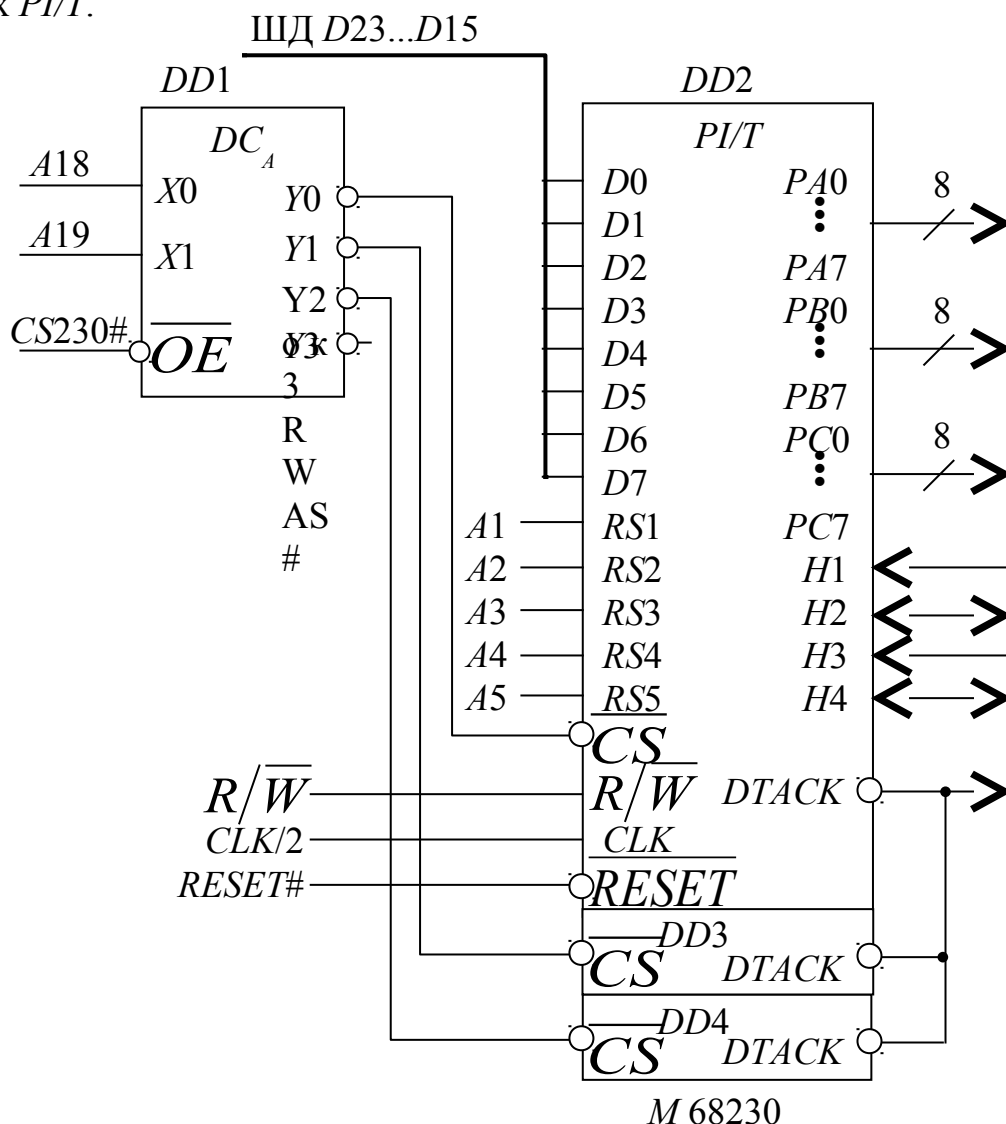 x PI/T.
ШД D23...D15
DD1
DD2
DC A
PI/T
A18
X0
Y0
A19
X1
Y1
Y2
CS230#
OE
Y3
3
R
W
AS
#
D0
PA0
8
D1
D2
PA7
D3
PB0
8
D4
D5
PB7
D6
PC0
8
D7
A1
RS1
PC7
A2
RS2
H1
A3
RS3
H2
A4
RS4
H3
A5
RS5
H4
CS
R/W
R/W
DTACK
CLK/2
CLK
RESET#
RESET
DD3
CS
DTACK
DD4
CS
DTACK
M 68230